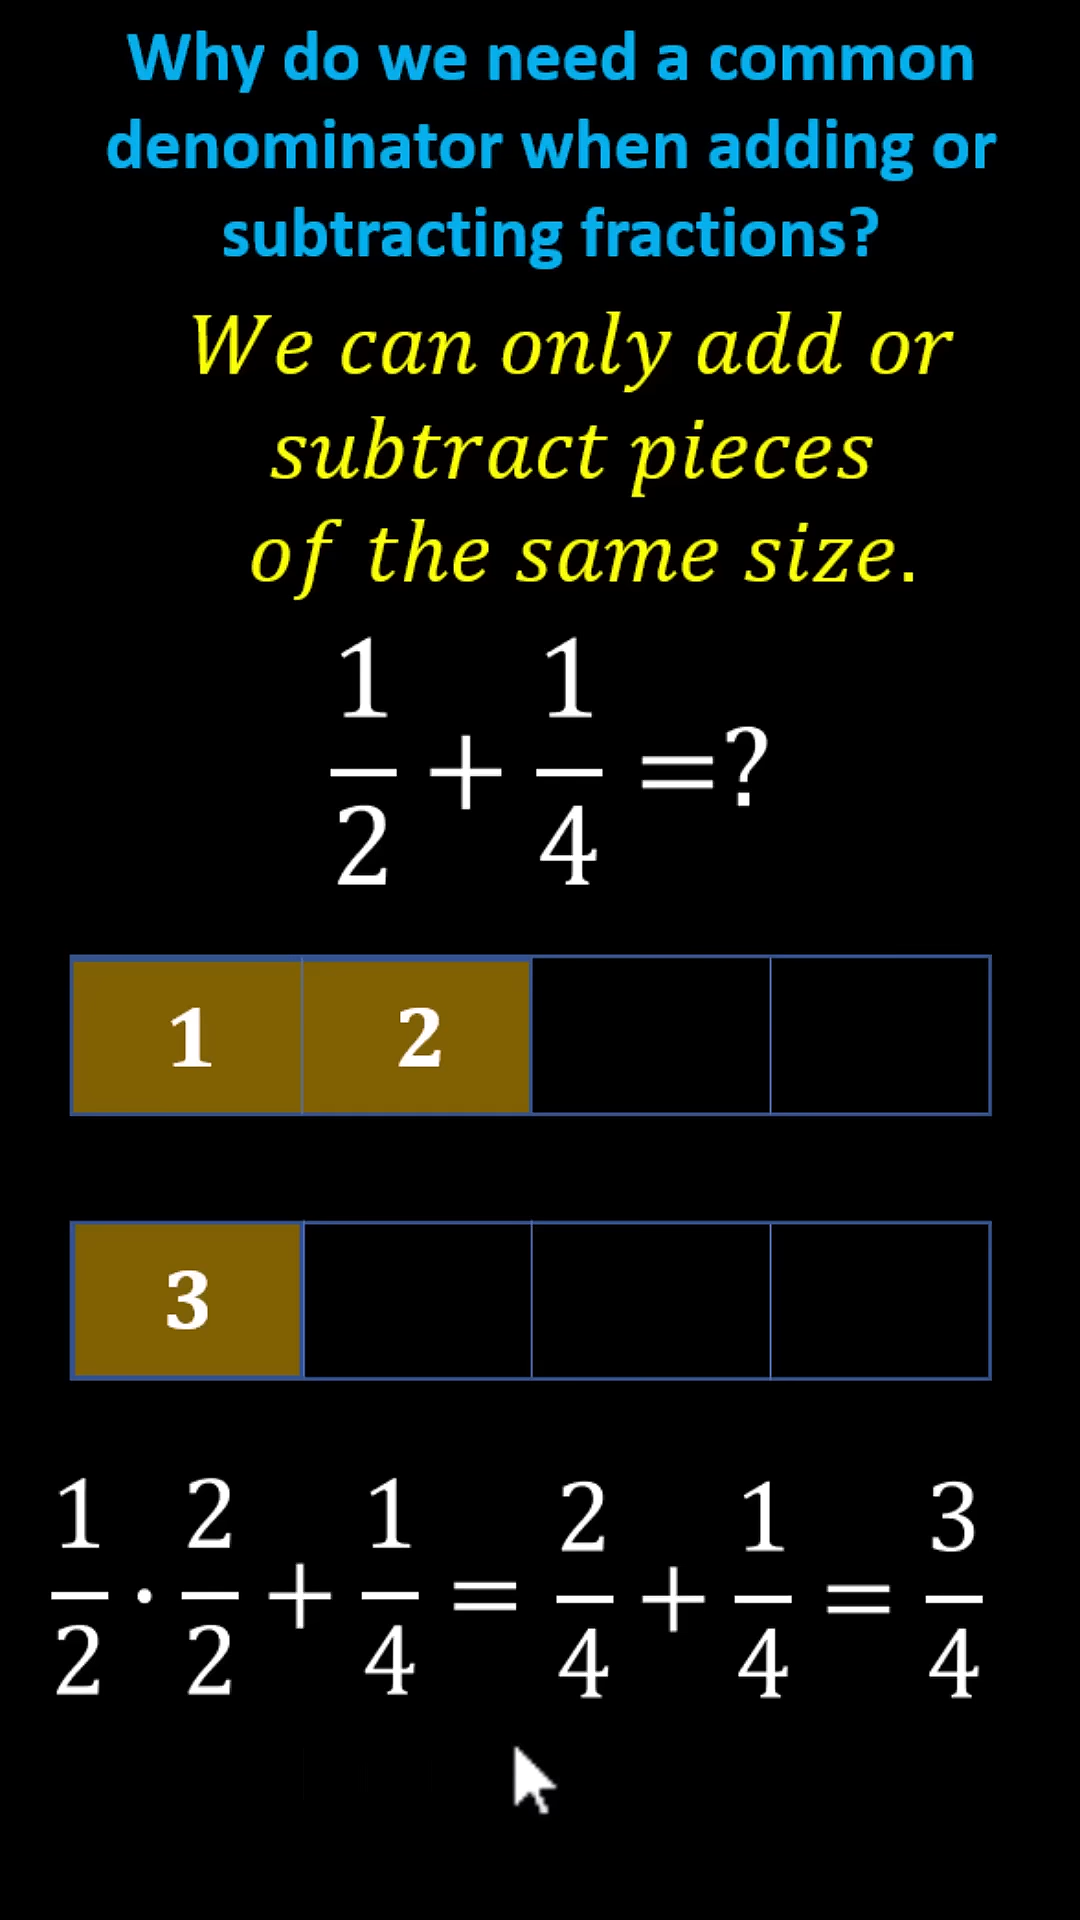 Why do we need a common
denominator when adding or
subtracting fractions?
We can only add or
subtract pieces
of the same size.
1/2 + 1/4 =?
1 2
3
1/2 · 2/2 + 1/4 = 2/4 + 1/4 = 3/4